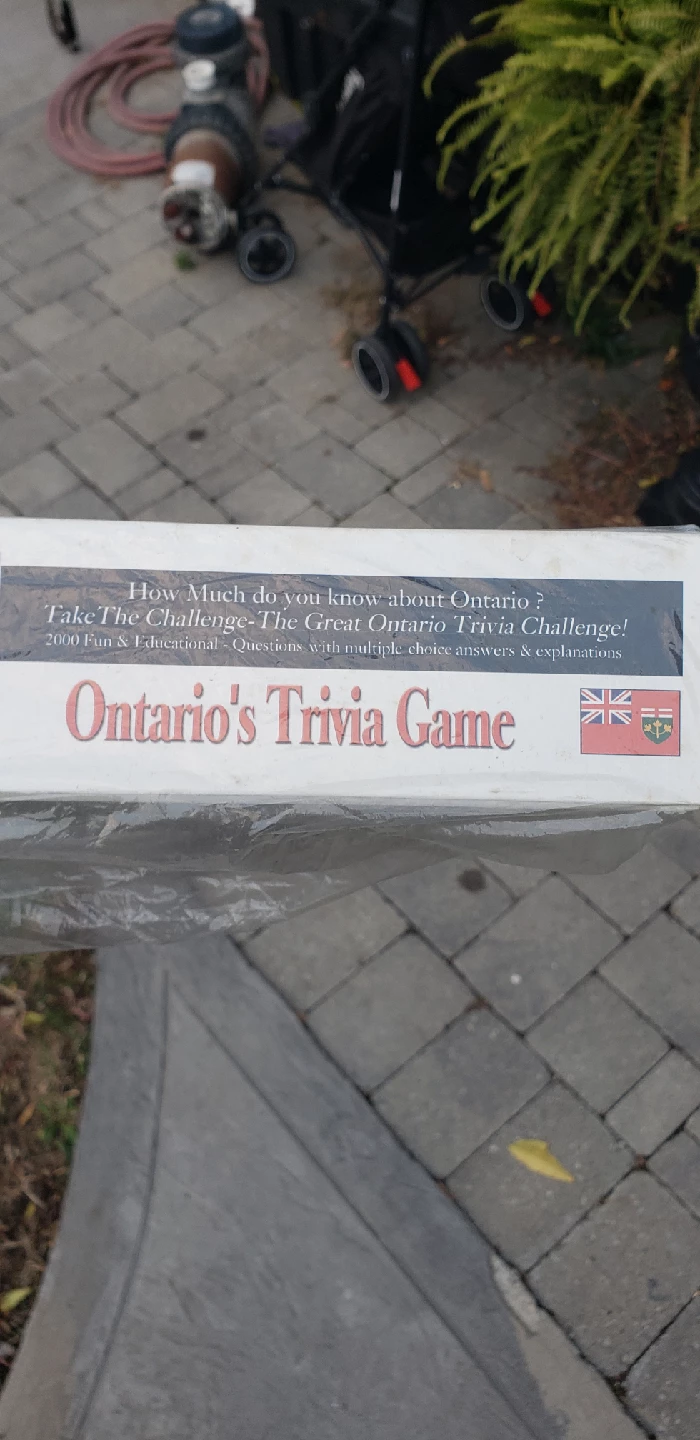 How Much do you know about Ontario ?
Take The Challenge-The Great Ontario Trivia Challenge!
2000 Fun & Educational - Questions with multiple choice answers & explanations
Ontario's Trivia Game